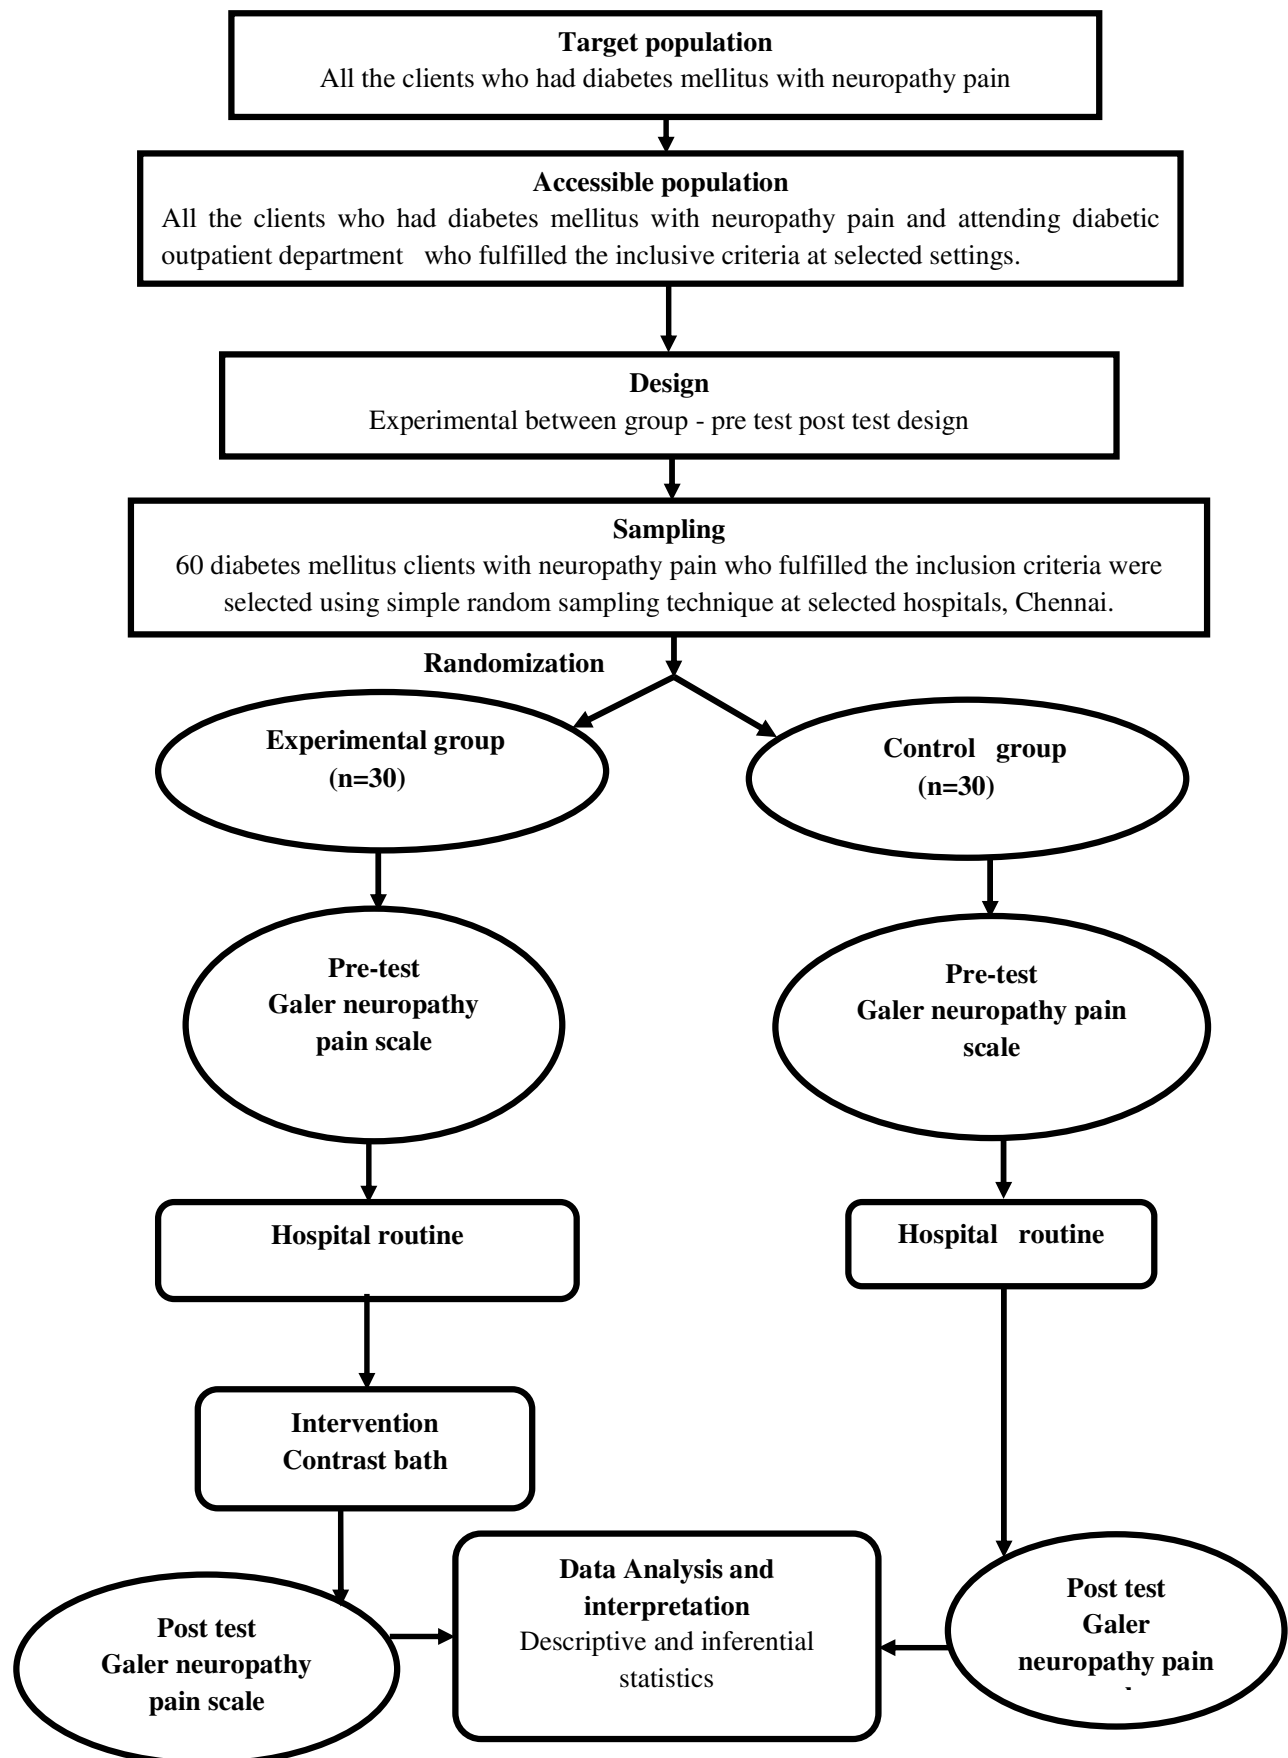 Target population
All the clients who had diabetes mellitus with neuropathy pain
Accessible population
All the clients who had diabetes mellitus with neuropathy pain and attending diabetic
outpatient department who fulfilled the inclusive criteria at selected settings.
Design
Experimental between group - pre test post test design
Sampling
60 diabetes mellitus clients with neuropathy pain who fulfilled the inclusion criteria were
selected using simple random sampling technique at selected hospitals, Chennai.
Randomization
Experimental group
(n=30)
Control group
(n=30)
Pre-test
Galer neuropathy
pain scale
Pre-test
Galer neuropathy pain
scale
Hospital routine
Hospital routine
Intervention
Contrast bath
Post test
Galer neuropathy
pain scale
Data Analysis and
interpretation
Descriptive and inferential
statistics
Post test
Galer
neuropathy pain